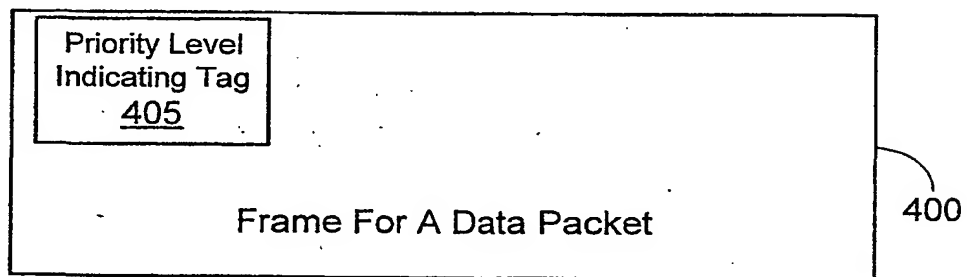 Priority Level
Indicating Tag
405
Frame For A Data Packet
400